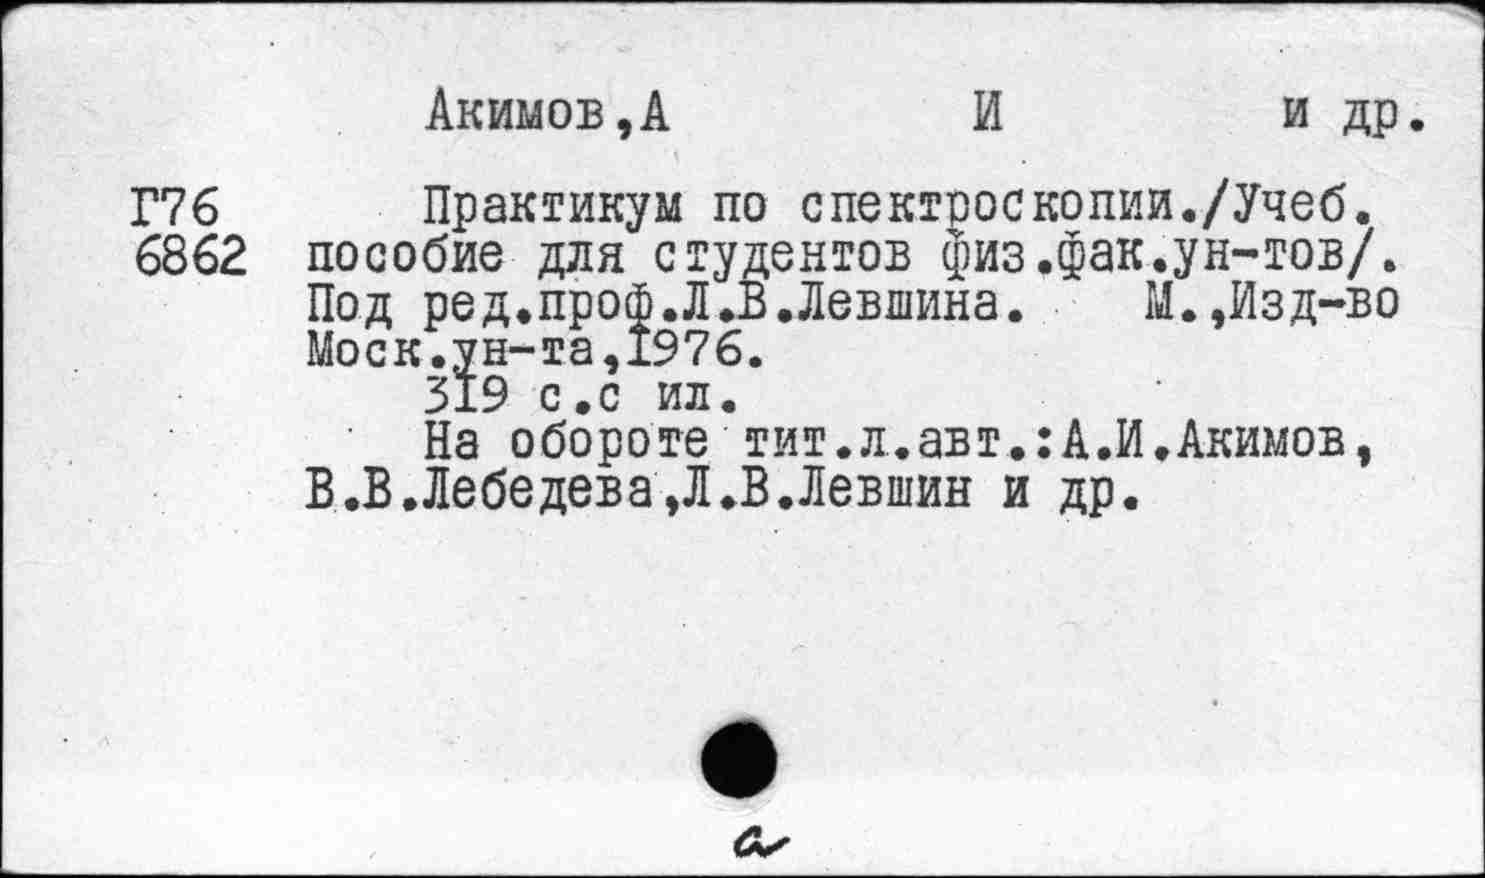 Акимов,А И и др.
Г76 Практикум по спектроскопии./Учеб.
6862 пособие для студентов физ.фак.ун-тов/.
Под ред.проф.Л.В.Левшина. М.,Изд-во
Моск.ун-та,1976.
319 с.с ил.
На обороте тит.л.авт.:А.И.Акимов,
В.В.Лебедева,Л.В.Левшин и др.